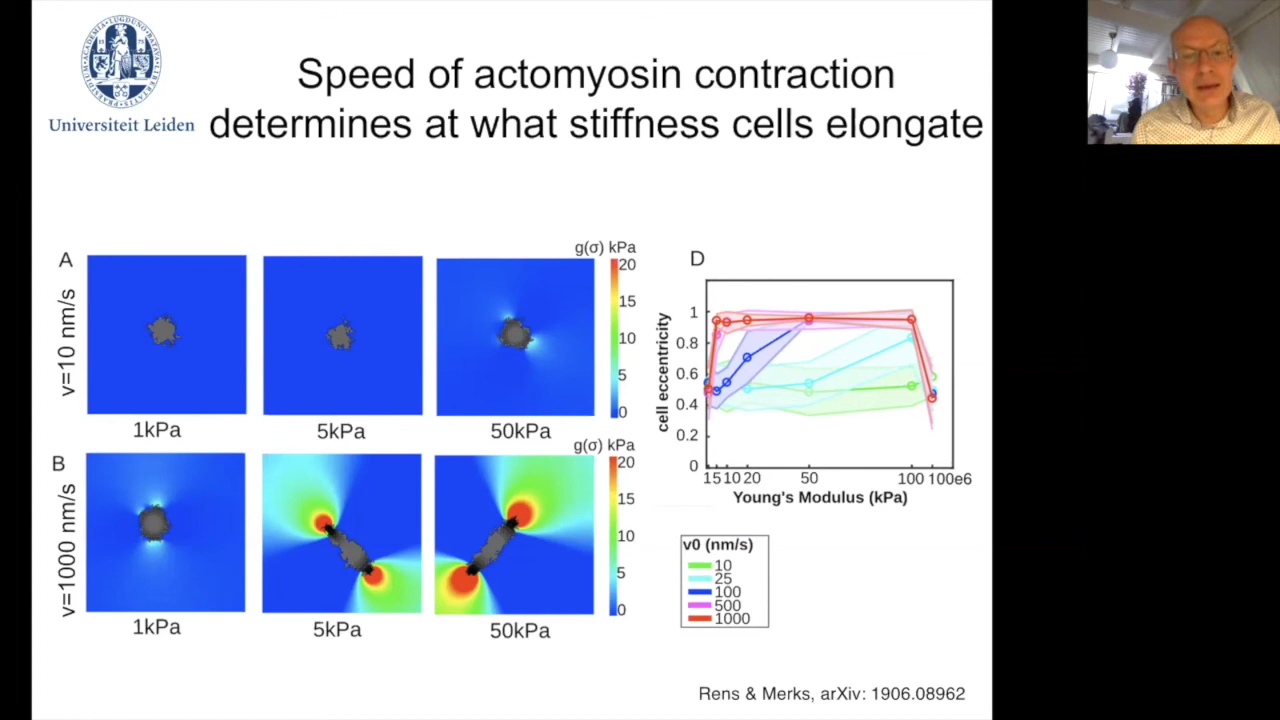 Universiteit Leiden
Speed of actomyosin contraction
determines at what stiffness cells elongate
A
v=10 nm/s
1kPa
5kPa
50kPa
g(σ) kPa
20
15
10
5
0
B
v=1000 nm/s
1kPa
5kPa
50kPa
g(σ) kPa
20
15
10
5
0
D
cell eccentricity
1
0.8
0.6
0.4
0.2
0
1 5 10 20 50 100 100e6
Young's Modulus (kPa)
v0 (nm/s)
10
25
100
500
1000
Rens & Merks, arXiv: 1906.08962